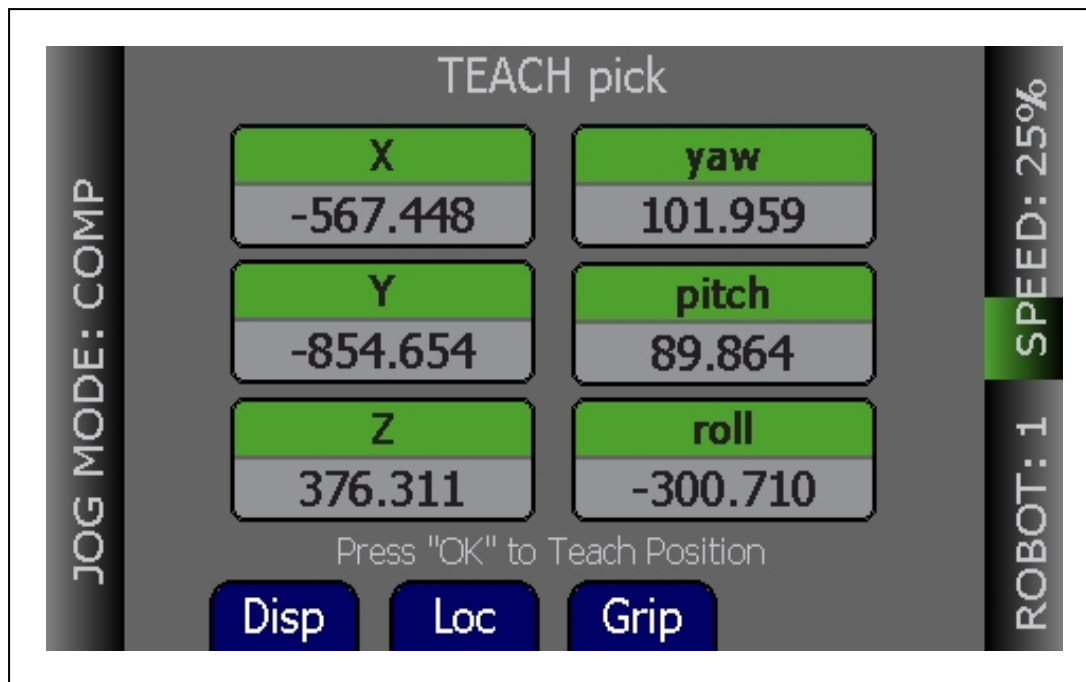 TEACH pick
JOG MODE: COMP
X
-567.448
yaw
101.959
Y
-854.654
pitch
89.864
Z
376.311
roll
-300.710
Press "OK" to Teach Position
Disp
Loc
Grip
SPEED: 25%
ROBOT: 1